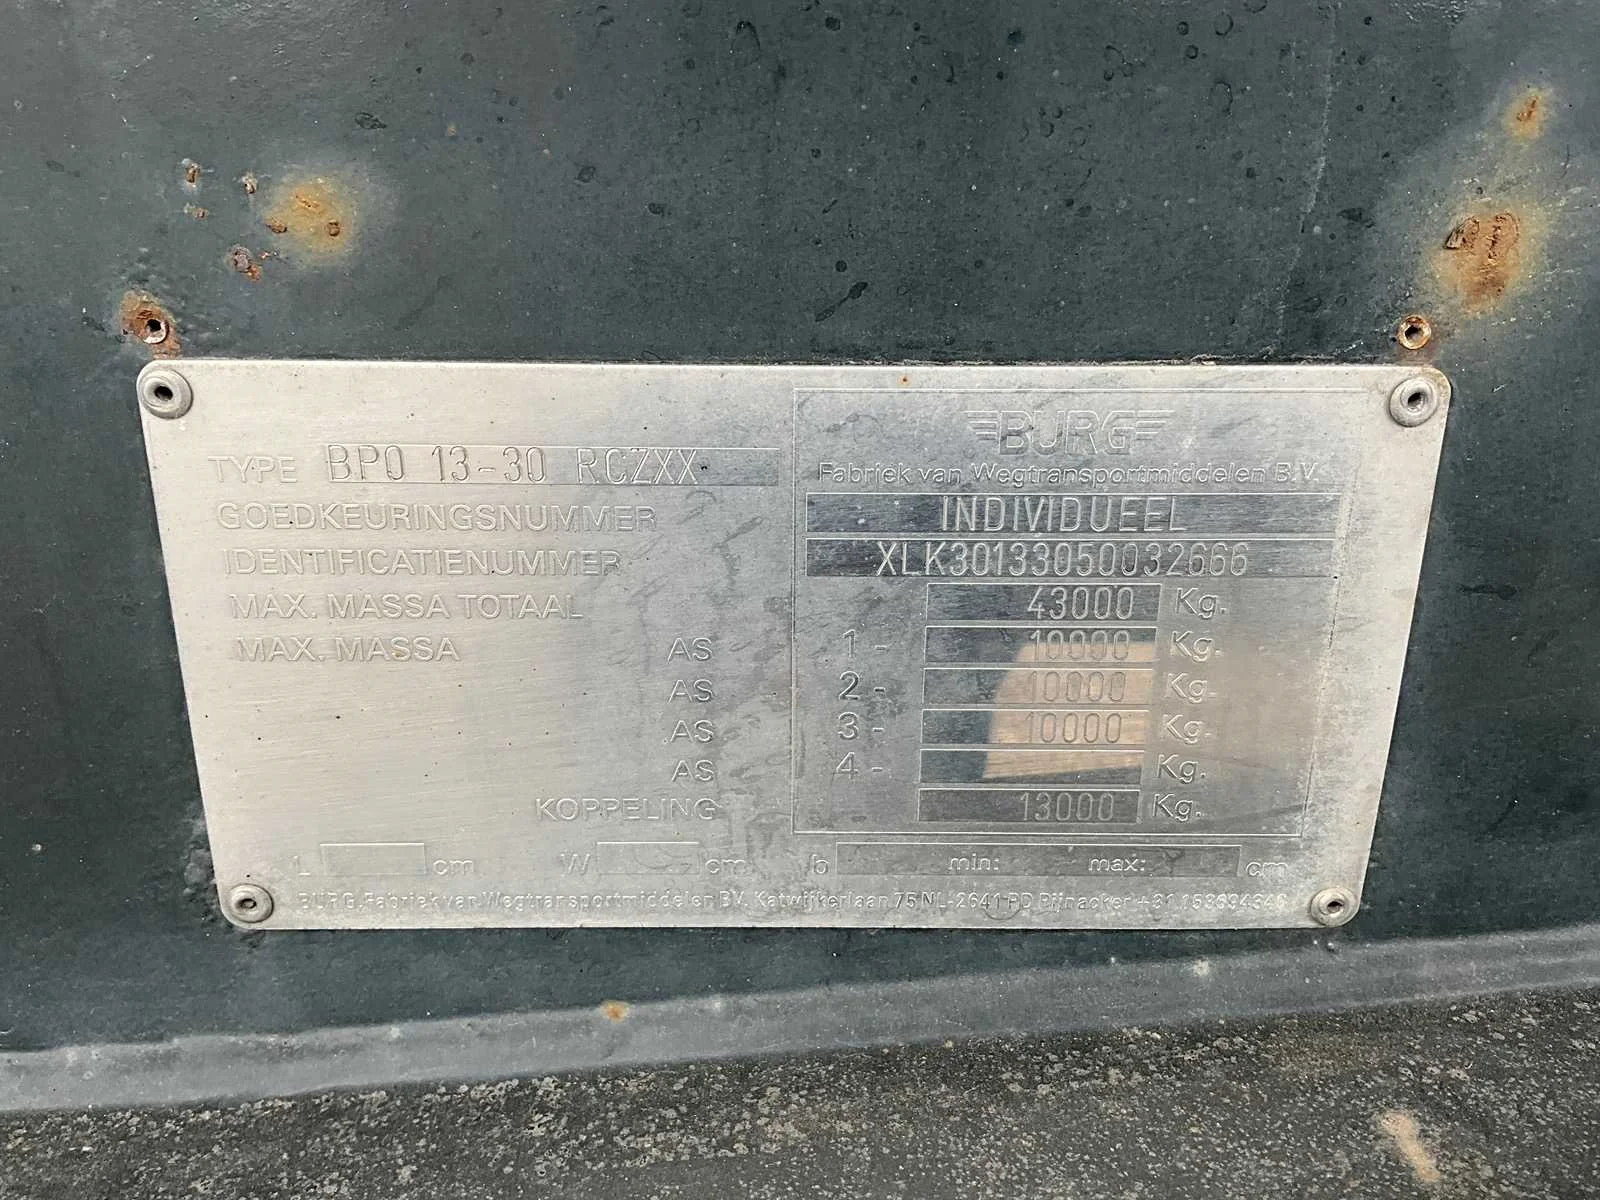 BURG
Fabriek van Wegtransportmiddelen B.V.
TYPE BPO 13-30 RCZXX
GOEDKEURINGSNUMMER INDIVIDUEEL
IDENTIFICATIENUMMER XLK30133050032666
MAX. MASSA TOTAAL 43000 Kg.
MAX. MASSA AS 1- 10000 Kg.
AS 2- 10000 Kg.
AS 3- 10000 Kg.
AS 4- Kg.
KOPPELING 13000 Kg.
L cm W cm b min: max: cm
BURG Fabriek van Wegtransportmiddelen B.V. Katwijkerlaan 75 NL-2641 PD Pijnacker